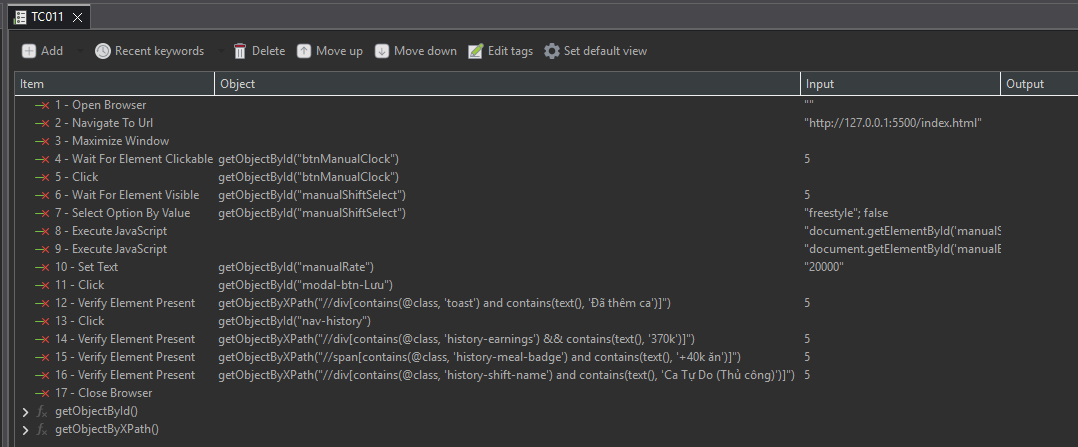 TC011
Add Recent keywords Delete Move up Move down Edit tags Set default view
Item Object Input Output
1 - Open Browser ""
2 - Navigate To Url "http://127.0.0.1:5500/index.html"
3 - Maximize Window
4 - Wait For Element Clickable getObjectById("btnManualClock") 5
5 - Click getObjectById("btnManualClock")
6 - Wait For Element Visible getObjectById("manualShiftSelect") 5
7 - Select Option By Value getObjectById("manualShiftSelect") "freestyle"; false
8 - Execute JavaScript "document.getElementById('manualS
9 - Execute JavaScript "document.getElementById('manualE
10 - Set Text getObjectById("manualRate") "20000"
11 - Click getObjectById("modal-btn-Lưu")
12 - Verify Element Present getObjectByXPath("//div[contains(@class, 'toast') and contains(text(), 'Đã thêm ca')]") 5
13 - Click getObjectById("nav-history")
14 - Verify Element Present getObjectByXPath("//div[contains(@class, 'history-earnings') && contains(text(), '370k')]") 5
15 - Verify Element Present getObjectByXPath("//span[contains(@class, 'history-meal-badge') and contains(text(), '+40k ăn')]") 5
16 - Verify Element Present getObjectByXPath("//div[contains(@class, 'history-shift-name') and contains(text(), 'Ca Tự Do (Thủ công)')]") 5
17 - Close Browser
getObjectById()
getObjectByXPath()